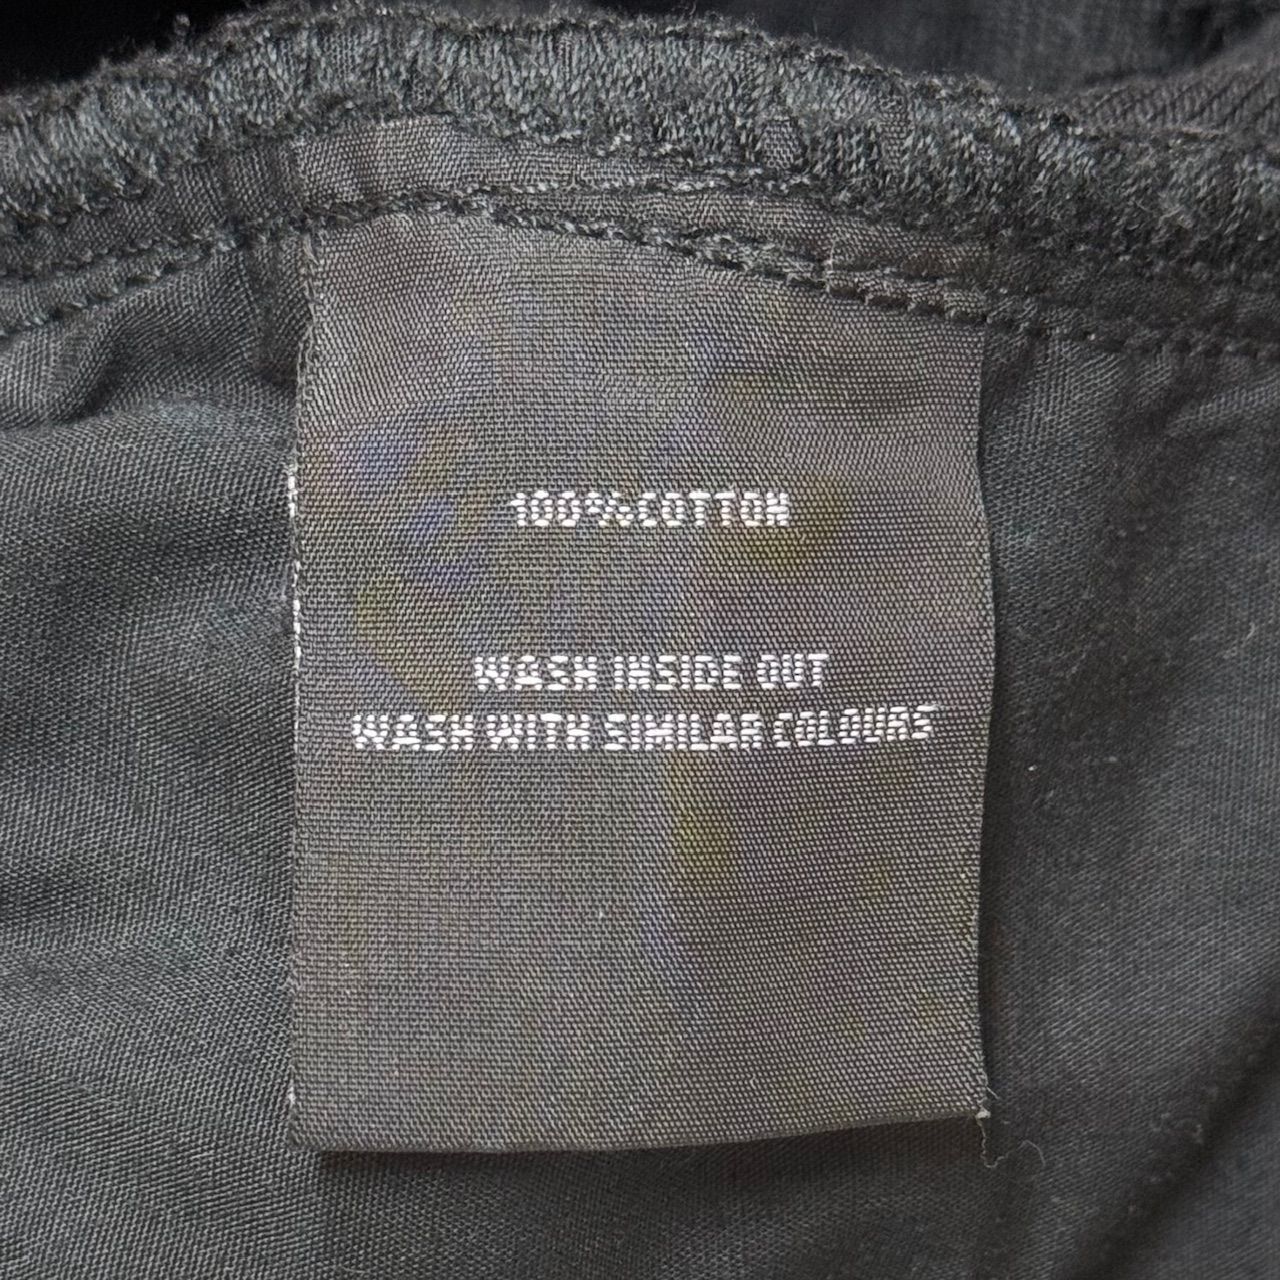 100% COTTON
WASH INSIDE OUT
WASH WITH SIMILAR COLOURS